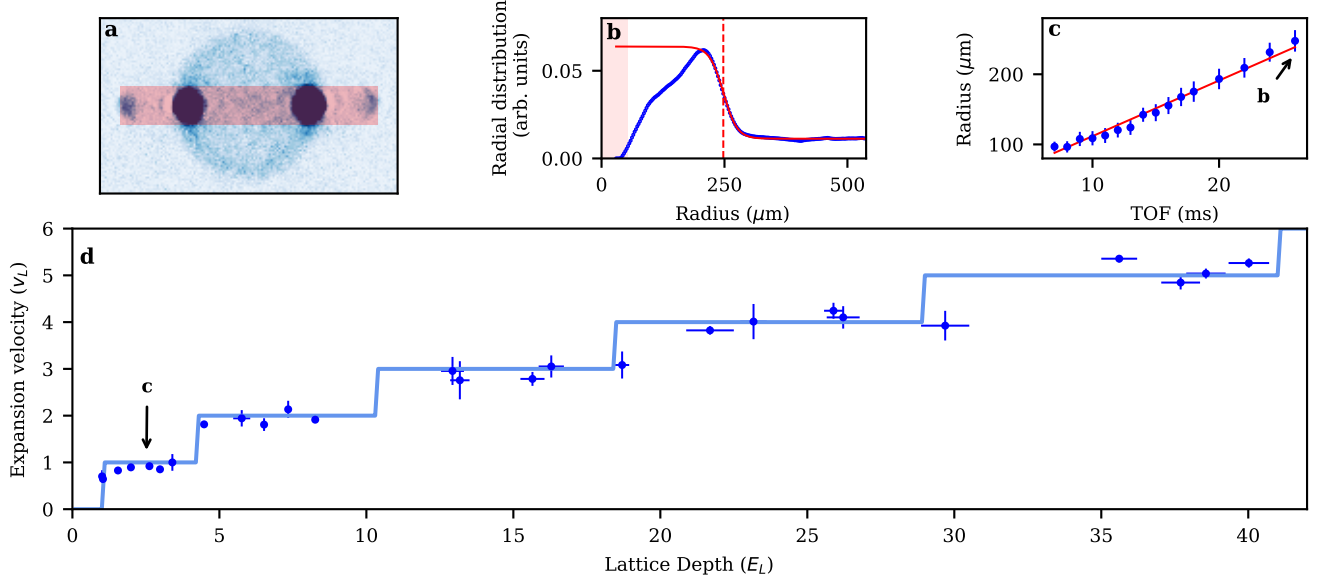 a
Radial distribution
(arb. units)
b
0.05
0.00
0
250
500
Radius (μm)
Radius (μm)
c
200
100
b
10
20
TOF (ms)
Expansion velocity (v_L)
d
6
5
4
3
2
1
0
c
0
5
10
15
20
25
30
35
40
Lattice Depth (E_L)